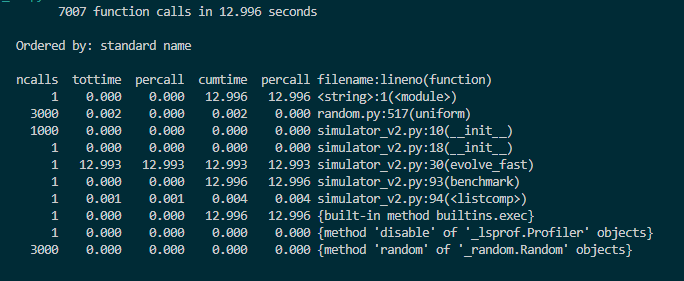 7007 function calls in 12.996 seconds
Ordered by: standard name
ncalls  tottime  percall  cumtime  percall filename:lineno(function)
1    0.000    0.000   12.996   12.996 <string>:1(<module>)
3000    0.002    0.000    0.002    0.000 random.py:517(uniform)
1000    0.000    0.000    0.000    0.000 simulator_v2.py:10(__init__)
1    0.000    0.000    0.000    0.000 simulator_v2.py:18(__init__)
1   12.993   12.993   12.993   12.993 simulator_v2.py:30(evolve_fast)
1    0.000    0.000   12.996   12.996 simulator_v2.py:93(benchmark)
1    0.001    0.001    0.004    0.004 simulator_v2.py:94(<listcomp>)
1    0.000    0.000   12.996   12.996 {built-in method builtins.exec}
1    0.000    0.000    0.000    0.000 {method 'disable' of '_lsprof.Profiler' objects}
3000    0.000    0.000    0.000    0.000 {method 'random' of '_random.Random' objects}